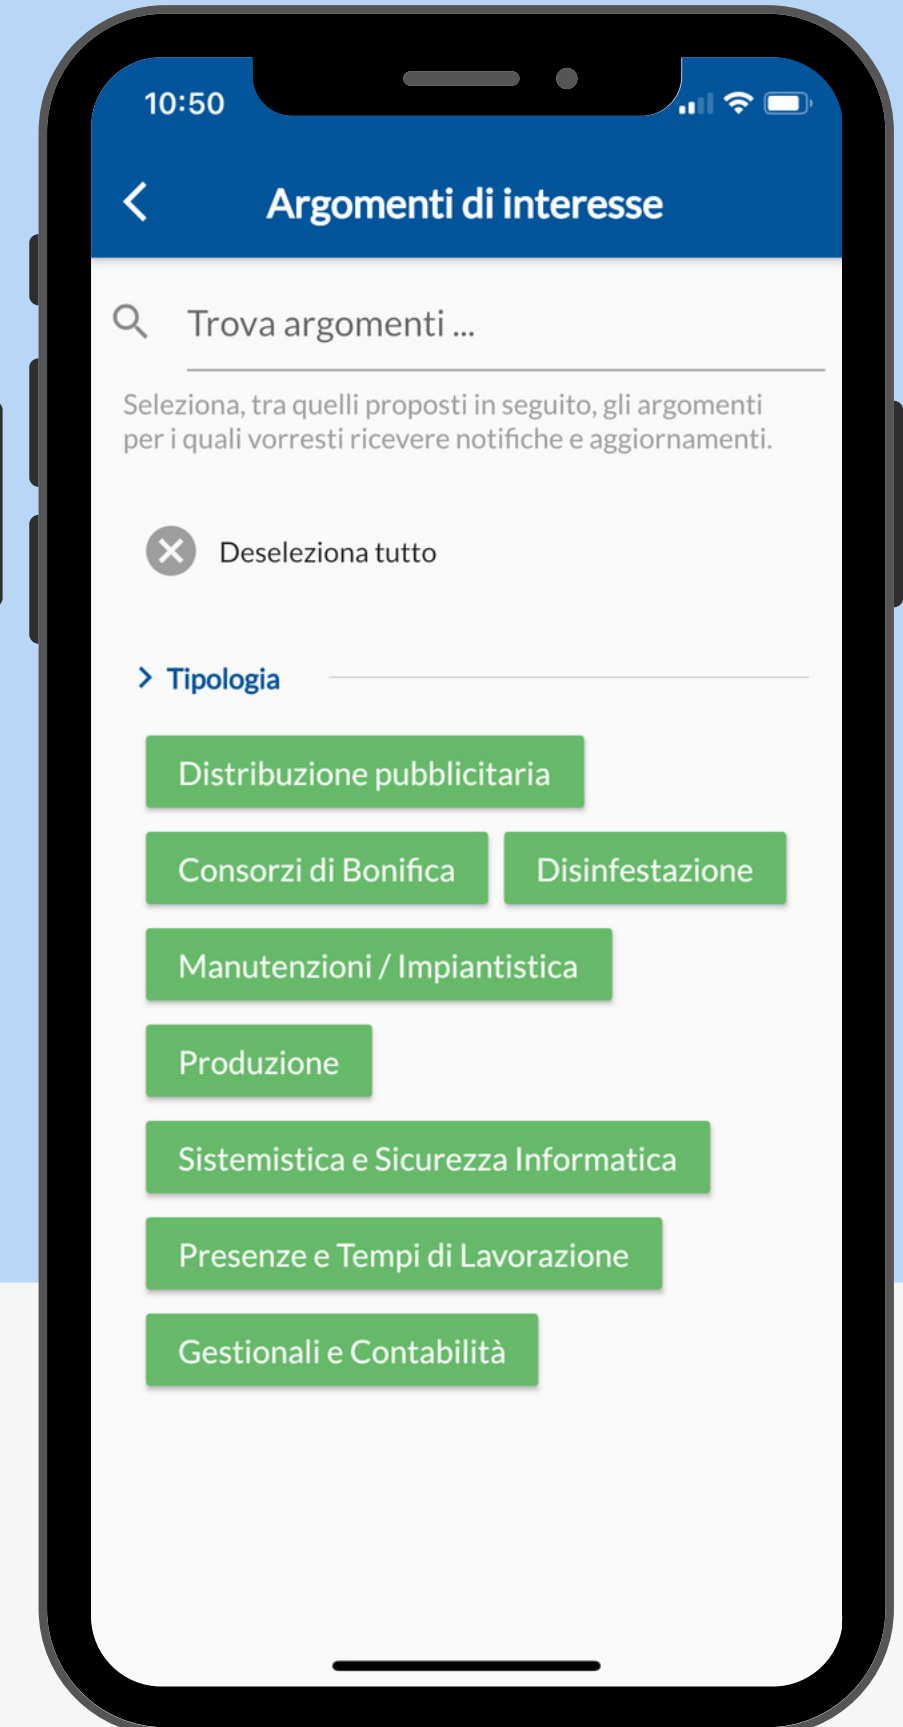 10:50
Argomenti di interesse
Trova argomenti ...
Seleziona, tra quelli proposti in seguito, gli argomenti
per i quali vorresti ricevere notifiche e aggiornamenti.
Deseleziona tutto
Tipologia
Distribuzione pubblicitaria
Consorzi di Bonifica
Disinfestazione
Manutenzioni / Impiantistica
Produzione
Sistemistica e Sicurezza Informatica
Presenze e Tempi di Lavorazione
Gestionali e Contabilità